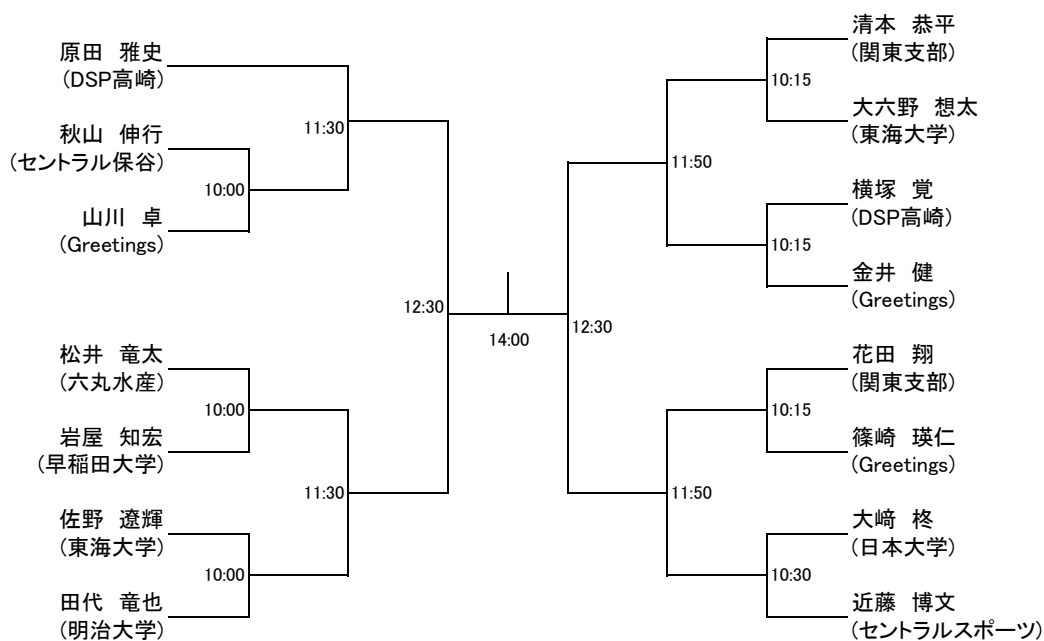 原田 雅史
(DSP高崎)
11:30
秋山 伸行
(セントラル保谷)
10:00
山川 卓
(Greetings)
12:30
松井 竜太
(六丸水産)
10:00
岩屋 知宏
(早稲田大学)
11:30
佐野 遼輝
(東海大学)
10:00
田代 竜也
(明治大学)
14:00
清本 恭平
(関東支部)
10:15
大六野 想太
(東海大学)
11:50
横塚 覚
(DSP高崎)
10:15
金井 健
(Greetings)
12:30
花田 翔
(関東支部)
10:15
篠崎 瑛仁
(Greetings)
11:50
大﨑 柊
(日本大学)
10:30
近藤 博文
(セントラルスポーツ)